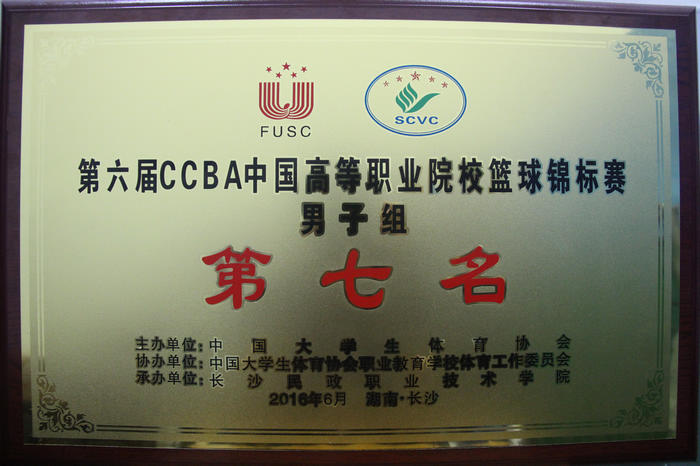 FUSC SCVC
第六届CCBA中国高等职业院校篮球锦标赛
男子组
第七名
主办单位:中国大学生体育协会
协办单位:中国大学生体育协会职业教育学校体育工作委员会
承办单位:长沙民政职业技术学院
2016年6月 湖南·长沙